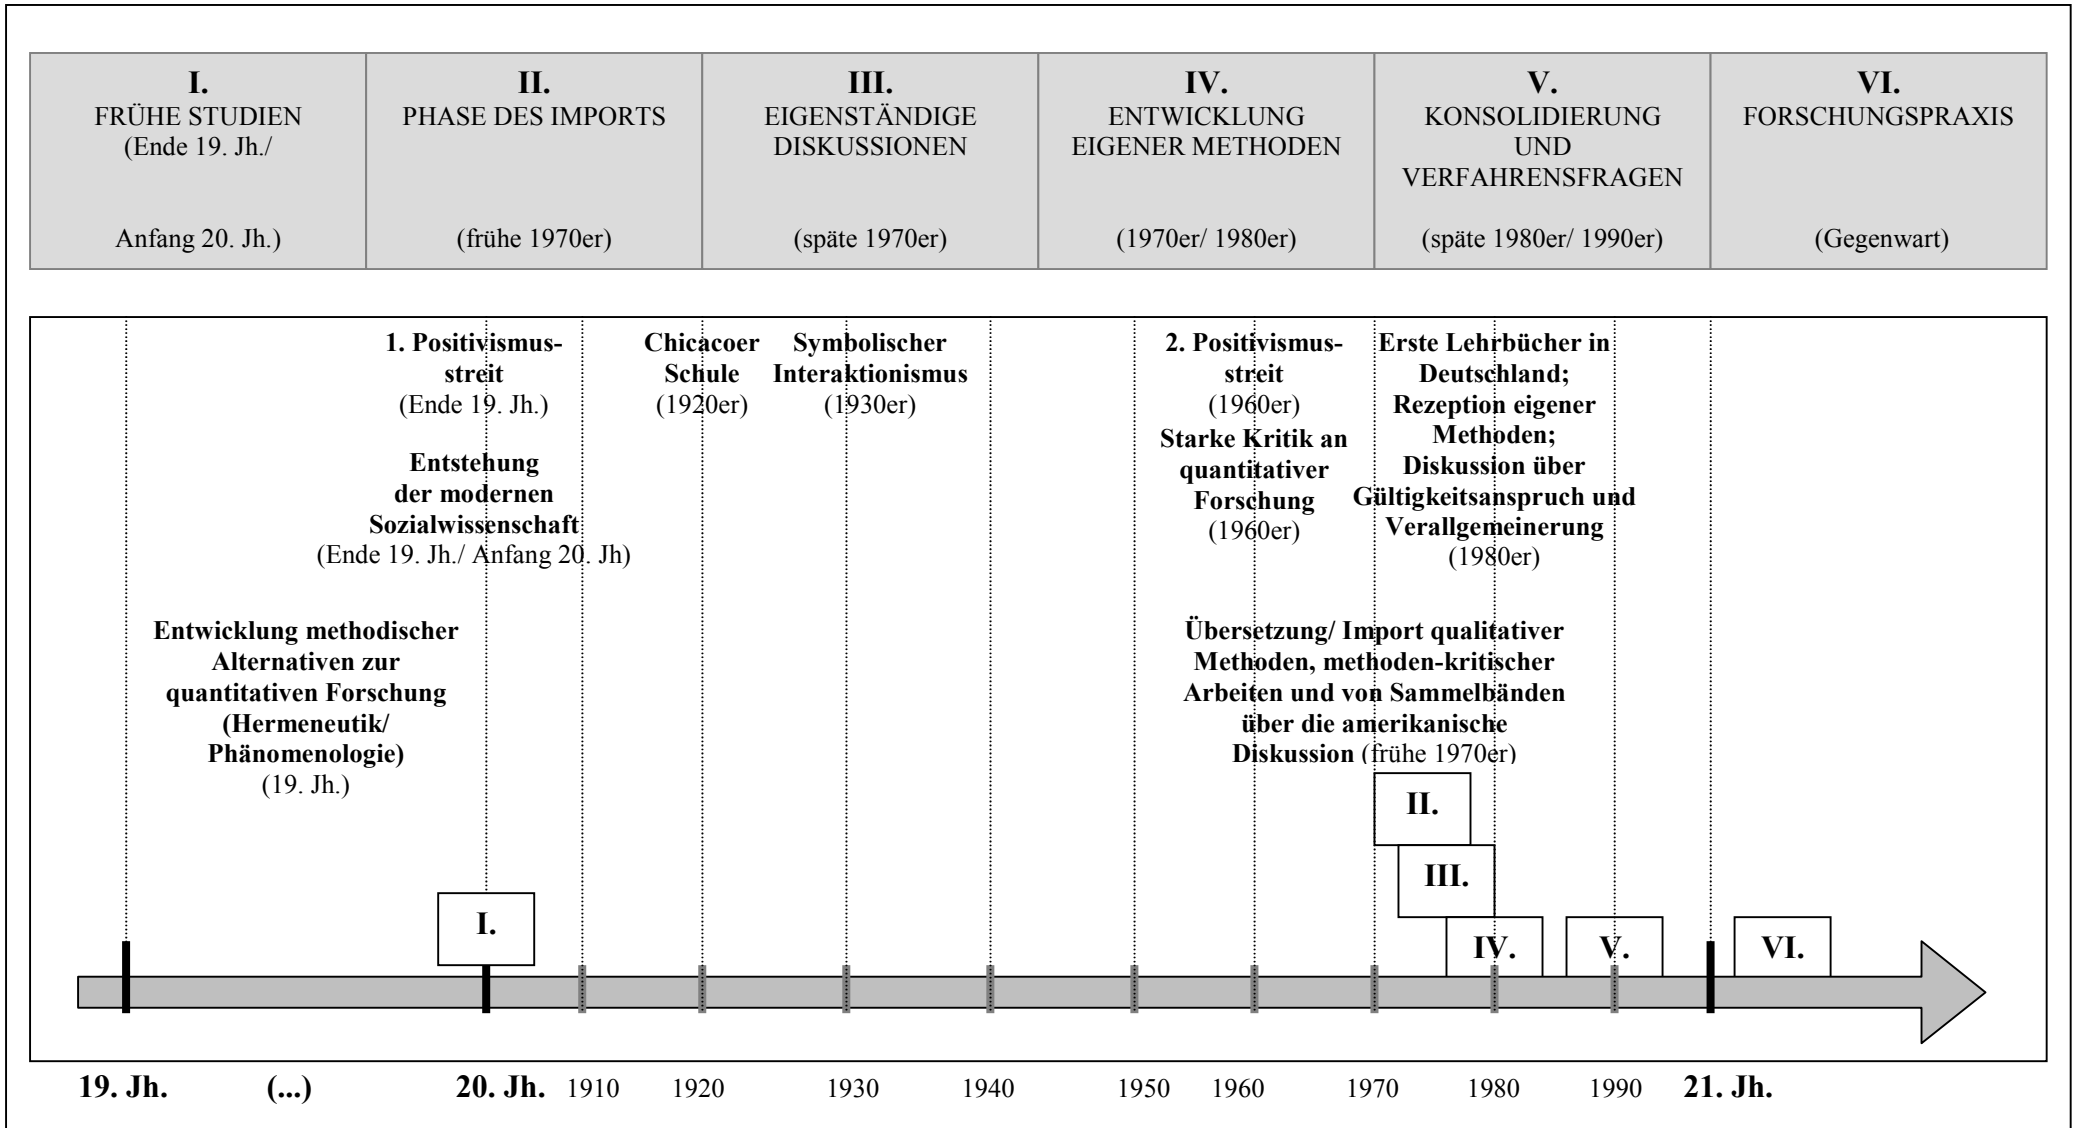 I.
FRÜHE STUDIEN
(Ende 19. Jh./
Anfang 20. Jh.)
II.
PHASE DES IMPORTS
(frühe 1970er)
III.
EIGENSTÄNDIGE
DISKUSSIONEN
(späte 1970er)
IV.
ENTWICKLUNG
EIGENER METHODEN
(1970er/ 1980er)
V.
KONSOLIDIERUNG
UND
VERFAHRENSFRAGEN
(späte 1980er/ 1990er)
VI.
FORSCHUNGSPRAXIS
(Gegenwart)
1. Positivismus-
streit
(Ende 19. Jh.)
Entstehung
der modernen
Sozialwissenschaft
(Ende 19. Jh./ Anfang 20. Jh)
Chicacoer
Schule
(1920er)
Symbolischer
Interaktionismus
(1930er)
2. Positivismus-
streit
(1960er)
Starke Kritik an
quantitativer
Forschung
(1960er)
Erste Lehrbücher in
Deutschland;
Rezeption eigener
Methoden;
Diskussion über
Gültigkeitsanspruch und
Verallgemeinerung
(1980er)
Entwicklung methodischer
Alternativen zur
quantitativen Forschung
(Hermeneutik/
Phänomenologie)
(19. Jh.)
Übersetzung/ Import qualitativer
Methoden, methoden-kritischer
Arbeiten und von Sammelbänden
über die amerikanische
Diskussion (frühe 1970er)
II.
III.
I.
IV.
V.
VI.
19. Jh.
(...)
20. Jh.
1910
1920
1930
1940
1950
1960
1970
1980
1990
21. Jh.